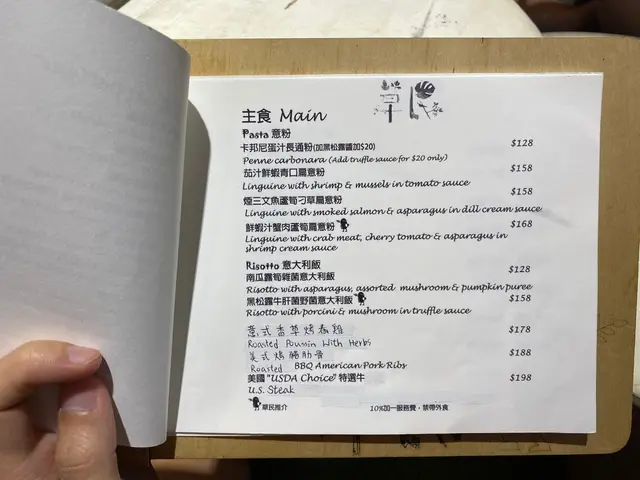 草民
主食 Main
Pasta 意粉
卡邦尼蛋汁長通粉(加黑松露醬加$20) $128
Penne carbonara (Add truffle sauce for $20 only)
茄汁鮮蝦青口扁意粉 $158
Linguine with shrimp & mussels in tomato sauce
煙三文魚蘆筍刁草扁意粉 $158
Linguine with smoked salmon & asparagus in dill cream sauce
鮮蝦汁蟹肉蘆筍扁意粉 $168
Linguine with crab meat, cherry tomato & asparagus in
shrimp cream sauce
Risotto 意大利飯
南瓜露筍雜菌意大利飯 $128
Risotto with asparagus, assorted mushroom & pumpkin puree
黑松露牛肝菌野菌意大利飯 $158
Risotto with porcini & mushroom in truffle sauce
意式香草烤春雞 $178
Roasted Poussin With Herbs
美式燒豬肋骨 $188
Roasted BBQ American Pork Ribs
美國 "USDA Choice" 特選牛 $198
U.S. Steak
草民推介 10%加一服務費，禁帶外食